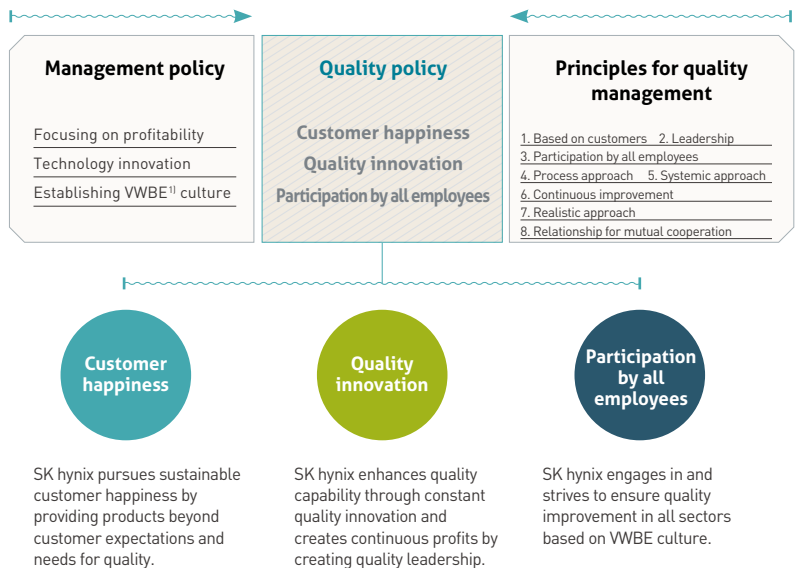 Management policy
Focusing on profitability
Technology innovation
Establishing VWBE¹⁾ culture
Quality policy
Customer happiness
Quality innovation
Participation by all employees
Principles for quality
management
1. Based on customers 2. Leadership
3. Participation by all employees
4. Process approach 5. Systemic approach
6. Continuous improvement
7. Realistic approach
8. Relationship for mutual cooperation
Customer
happiness
SK hynix pursues sustainable
customer happiness by
providing products beyond
customer expectations and
needs for quality.
Quality
innovation
SK hynix enhances quality
capability through constant
quality innovation and
creates continuous profits by
creating quality leadership.
Participation
by all
employees
SK hynix engages in and
strives to ensure quality
improvement in all sectors
based on VWBE culture.